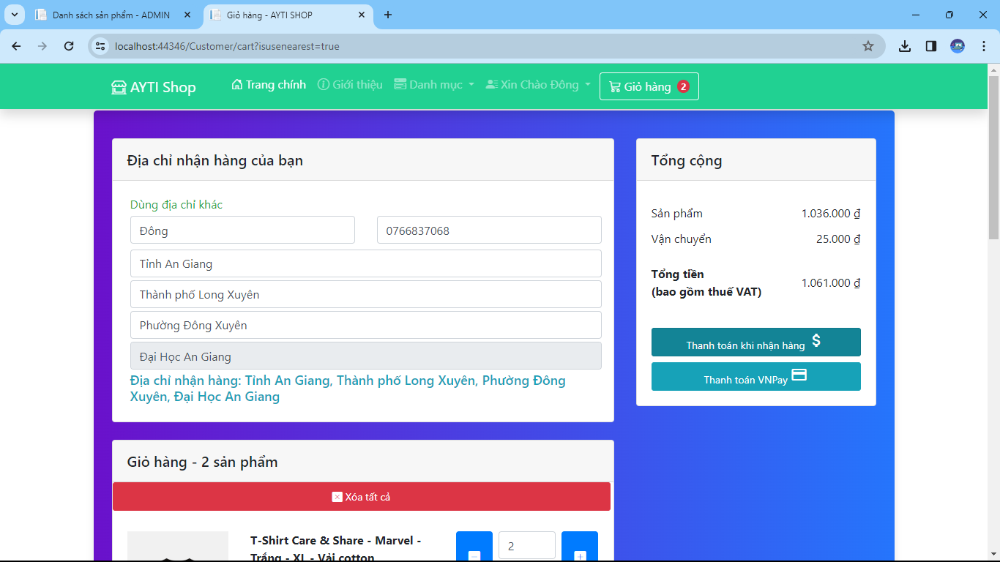 Danh sách sản phẩm - ADMIN
Giỏ hàng - AYTI SHOP
localhost:44346/Customer/cart?isusenearest=true
AYTI Shop
Trang chính
Giới thiệu
Danh mục
Xin Chào Đông
Giỏ hàng 2
Địa chỉ nhận hàng của bạn
Dùng địa chỉ khác
Đông
0766837068
Tỉnh An Giang
Thành phố Long Xuyên
Phường Đông Xuyên
Đại Học An Giang
Địa chỉ nhận hàng: Tỉnh An Giang, Thành phố Long Xuyên, Phường Đông
Xuyên, Đại Học An Giang
Tổng cộng
Sản phẩm 1.036.000 ₫
Vận chuyển 25.000 ₫
Tổng tiền
(bao gồm thuế VAT) 1.061.000 ₫
Thanh toán khi nhận hàng
Thanh toán VNPay
Giỏ hàng - 2 sản phẩm
Xóa tất cả
T-Shirt Care & Share - Marvel -
Trắng - XL - Vải cotton
2